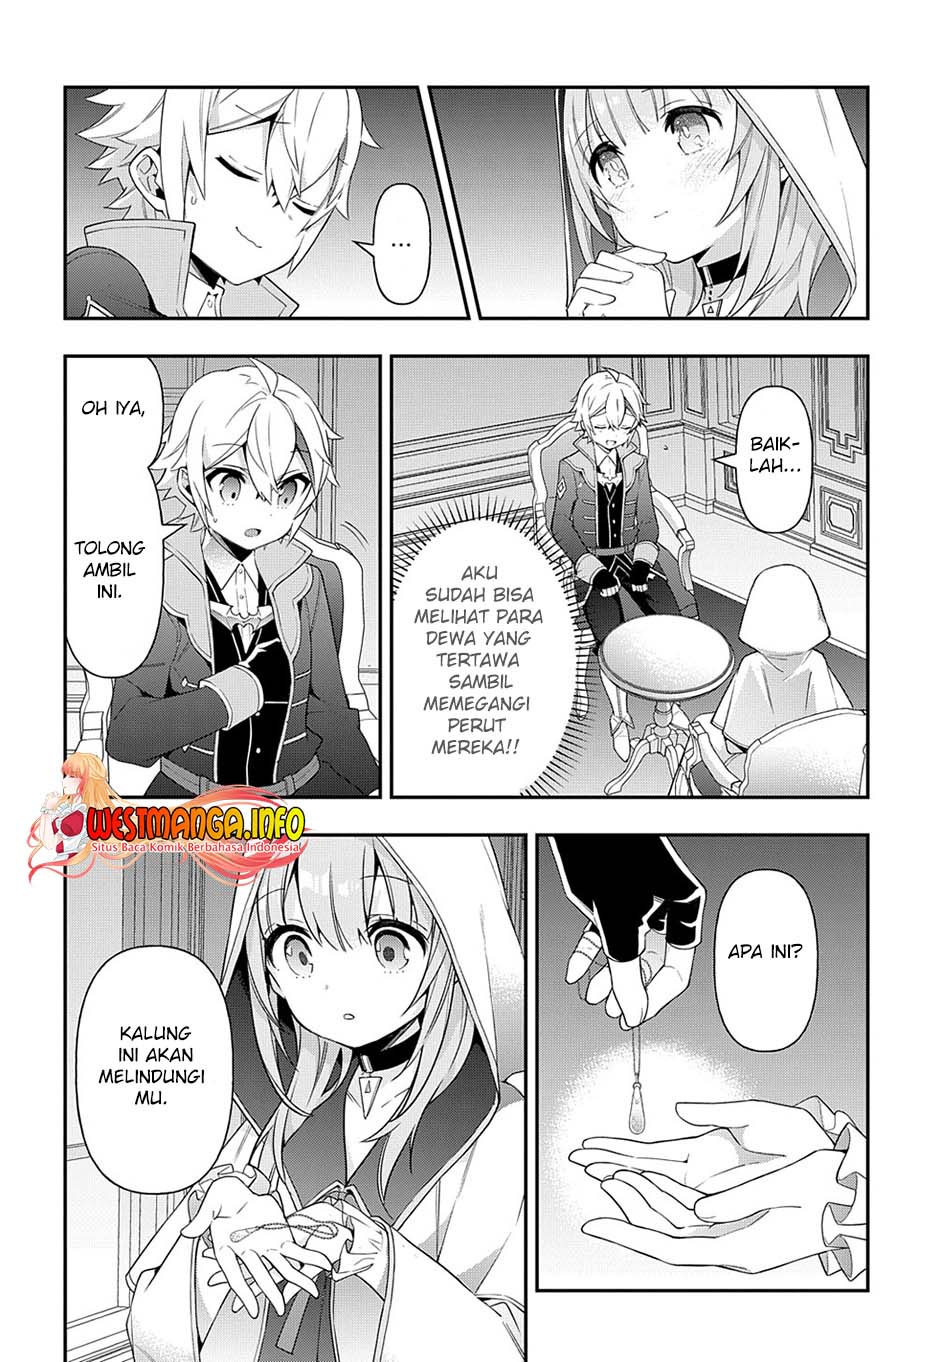 ...
BAIK-
LAH...
AKU
SUDAH BISA
MELIHAT PARA
DEWA YANG
TERTAWA
SAMBIL
MEMEGANGI
PERUT
MEREKA!!
OH IYA,
TOLONG
AMBIL
INI.
WESTMANGA.INFO
Situs Baca Komik Berbahasa Indonesia
APA INI?
KALUNG
INI AKAN
MELINDUNGI
MU.